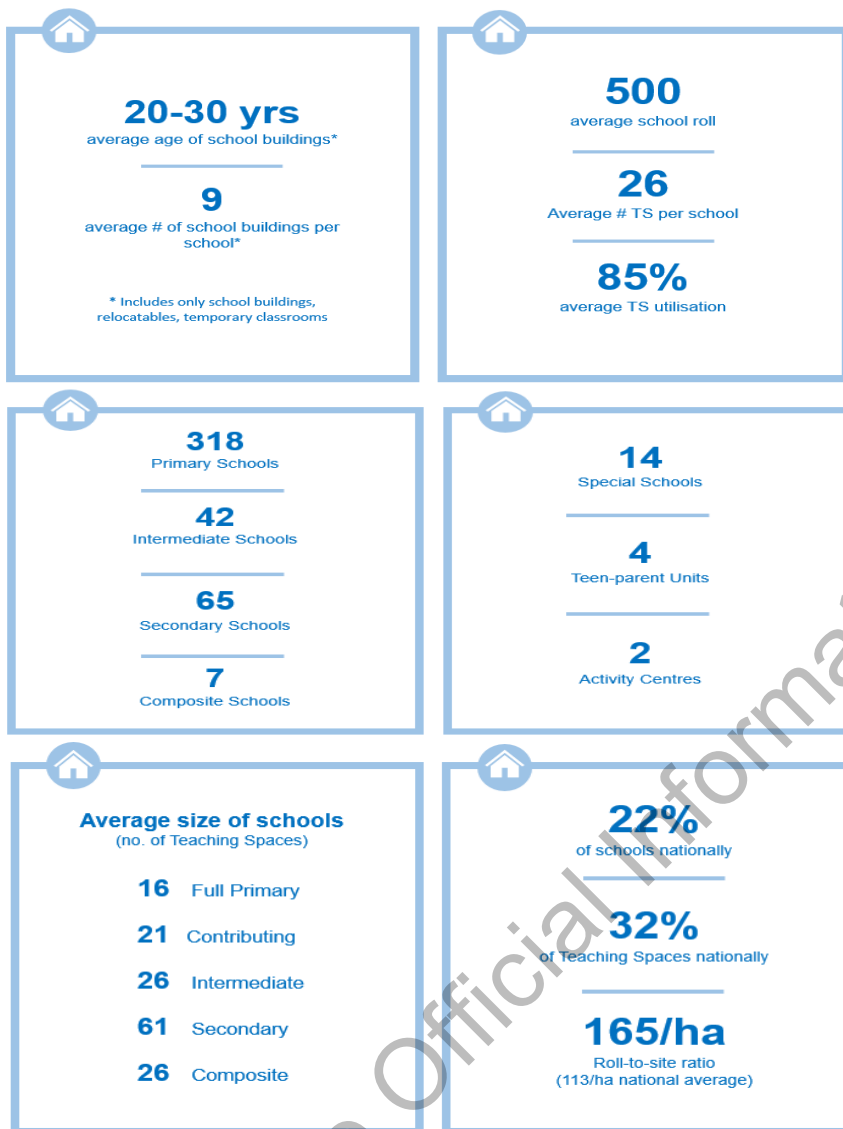 20-30 yrs
average age of school buildings*
9
average # of school buildings per
school*
* Includes only school buildings,
relocatables, temporary classrooms
500
average school roll
26
Average # TS per school
85%
average TS utilisation
318
Primary Schools
42
Intermediate Schools
65
Secondary Schools
7
Composite Schools
14
Special Schools
4
Teen-parent Units
2
Activity Centres
Average size of schools
(no. of Teaching Spaces)
16 Full Primary
21 Contributing
26 Intermediate
61 Secondary
26 Composite
22%
of schools nationally
32%
of Teaching Spaces nationally
165/ha
Roll-to-site ratio
(113/ha national average)
Official